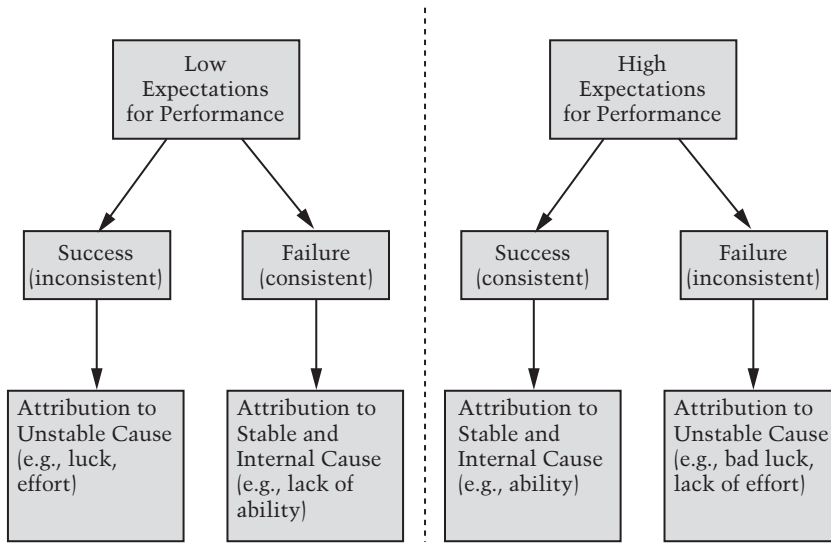 Low
Expectations
for Performance
Success
(inconsistent)
Failure
(consistent)
Attribution to
Unstable Cause
(e.g., luck,
effort)
Attribution to
Stable and
Internal Cause
(e.g., lack of
ability)
High
Expectations
for Performance
Success
(consistent)
Failure
(inconsistent)
Attribution to
Stable and
Internal Cause
(e.g., ability)
Attribution to
Unstable Cause
(e.g., bad luck,
lack of effort)